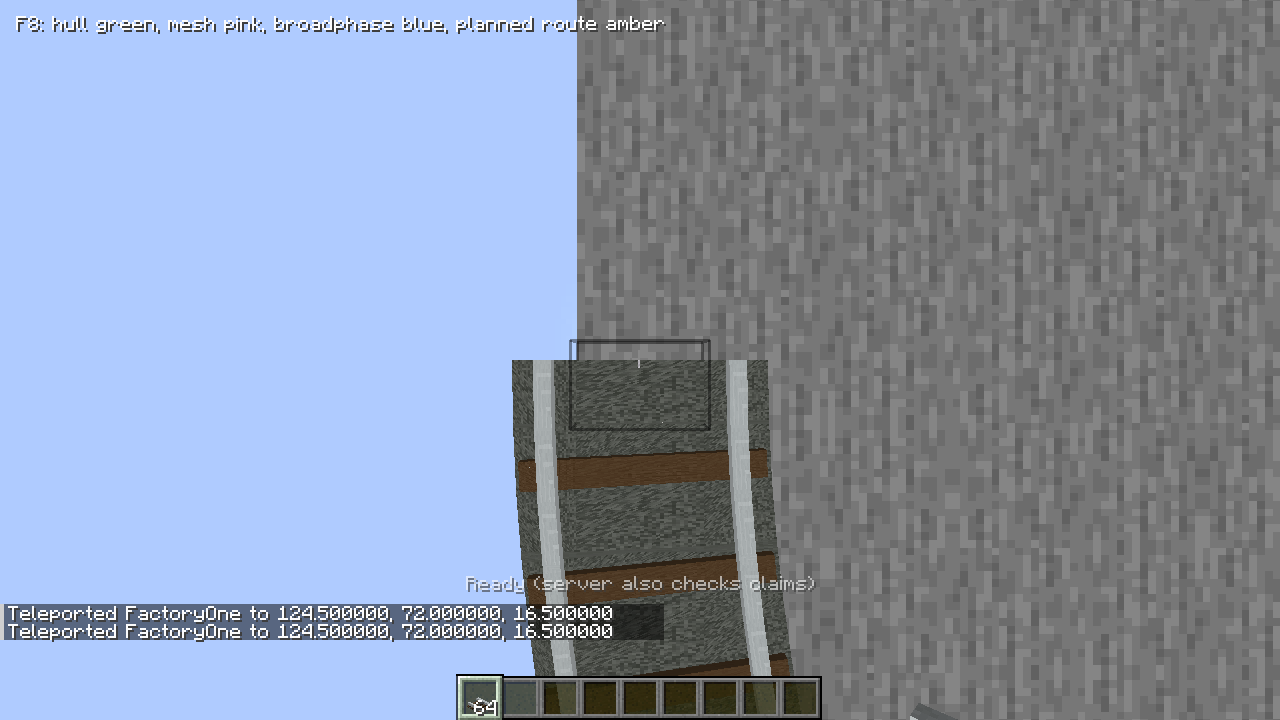 F8: hull green, mesh pink, broadphase blue, planned route amber
Ready (server also checks claims)
Teleported FactoryOne to 124.500000, 72.000000, 16.500000
Teleported FactoryOne to 124.500000, 72.000000, 16.500000
64